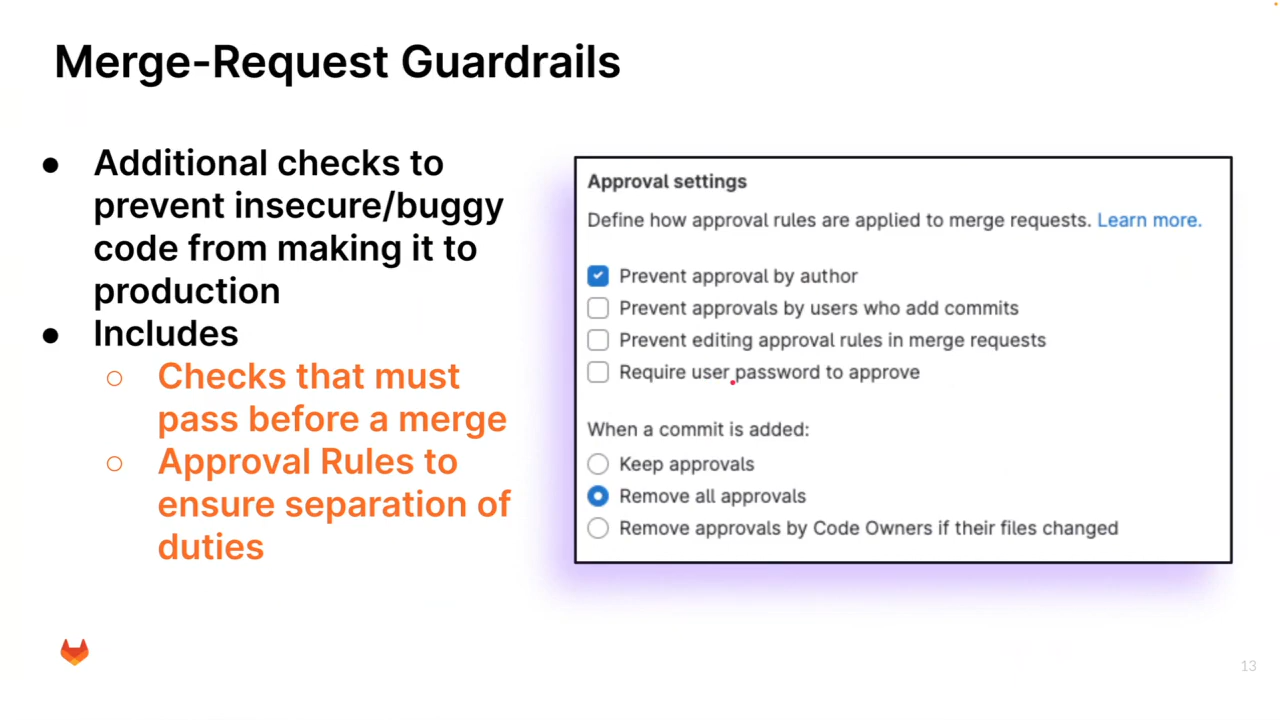 Merge-Request Guardrails
● Additional checks to
prevent insecure/buggy
code from making it to
production
● Includes
○ Checks that must
pass before a merge
○ Approval Rules to
ensure separation of
duties
Approval settings
Define how approval rules are applied to merge requests. Learn more.
Prevent approval by author
Prevent approvals by users who add commits
Prevent editing approval rules in merge requests
Require user password to approve
When a commit is added:
Keep approvals
Remove all approvals
Remove approvals by Code Owners if their files changed
13